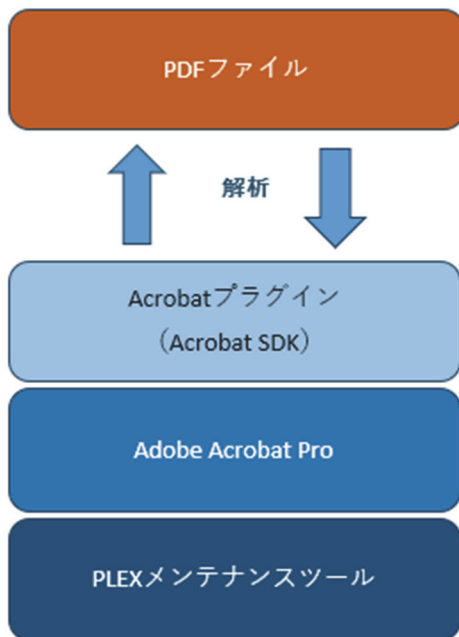 PDFファイル
解析
Acrobatプラグイン
（Acrobat SDK）
Adobe Acrobat Pro
PLEXメンテナンスツール